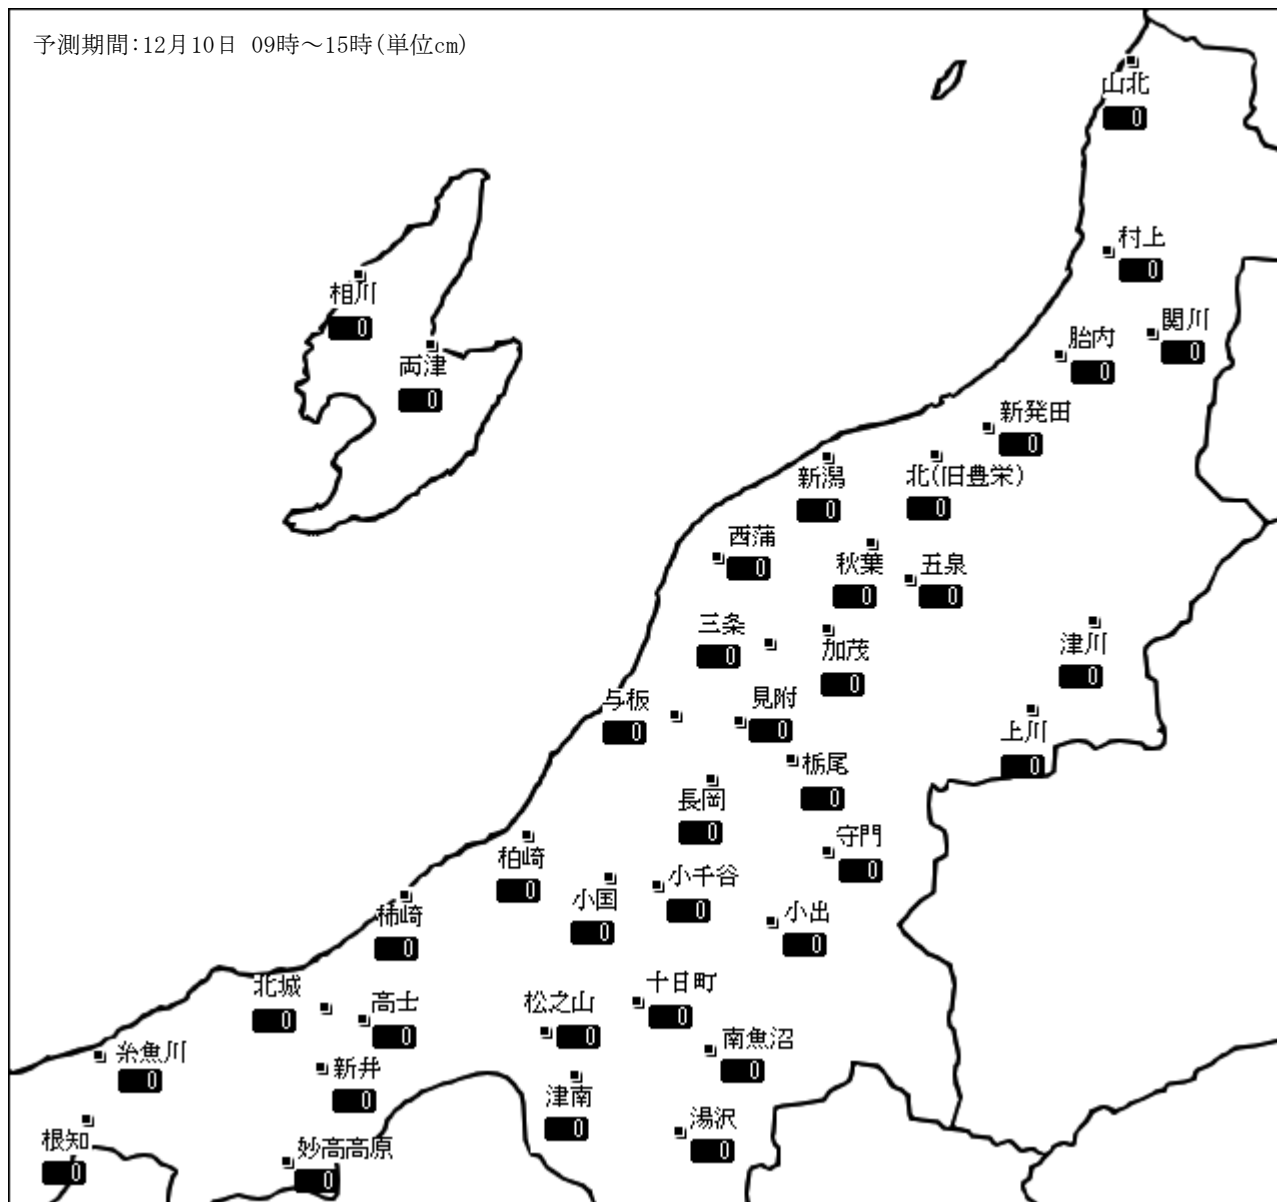 予測期間:12月10日 09時～15時(単位cm)
山北
0
村上
0
相川
0
関川
0
胎内
0
両津
0
新発田
0
新潟
0
北(旧豊栄)
0
西蒲
0
秋葉
0
五泉
0
三条
0
加茂
0
津川
0
与板
0
見附
0
上川
0
栃尾
0
長岡
0
守門
0
柏崎
0
小千谷
0
小国
0
小出
0
柿崎
0
北城
0
高士
0
松之山
0
十日町
0
南魚沼
0
糸魚川
0
新井
0
津南
0
湯沢
0
根知
0
妙高高原
0